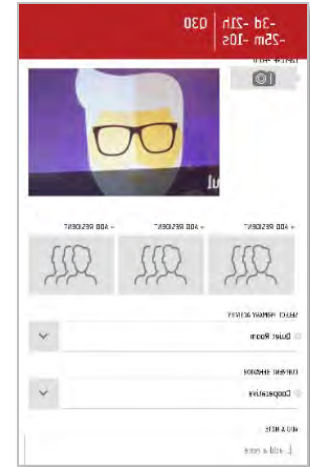 -3d -21h Q30
-25m -10s
+ ADD RESIDENT + ADD RESIDENT + ADD RESIDENT
SELECT PRIMARY ACTIVITY
Quiet Room
CURRENT BEHAVIOR
Cooperative
ADD A NOTE
add a note